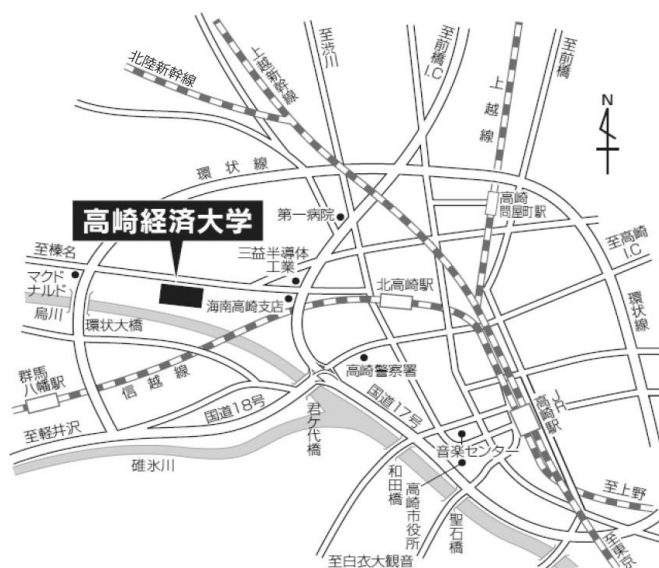 北陸新幹線
上越新幹線
至渋川
至前橋I.C
上越線
至前橋
N
環状線
高崎経済大学
第一病院
高崎
問屋町駅
至榛名
三益半導体
工業
至高崎
I.C
マクド
ナルド
烏川
環状大橋
海南高崎支店
北高崎駅
環状線
群馬
八幡駅
信越線
高崎警察署
国道18号
国道17号
JR
高崎駅
至軽井沢
君ケ代橋
音楽センター
碓氷川
和田橋
高崎市役所
聖石橋
至上野
至白衣大観音
至東京